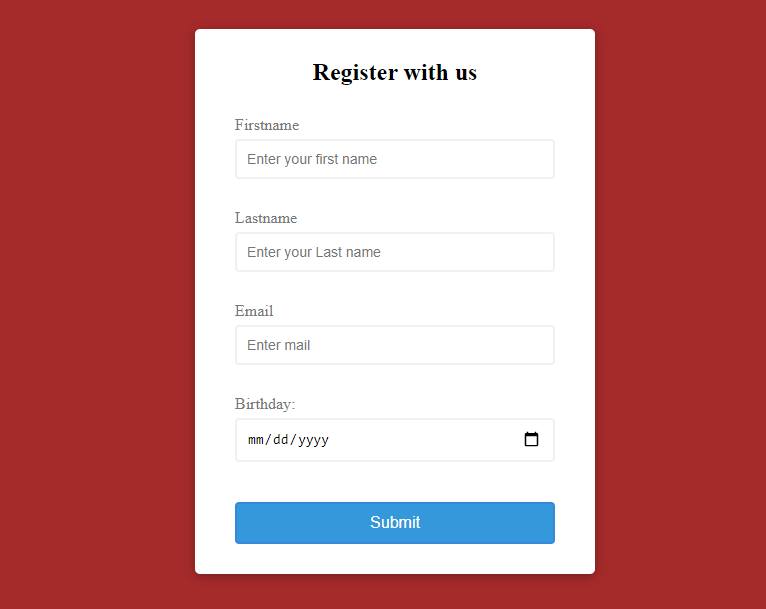 Register with us
Firstname
Enter your first name
Lastname
Enter your Last name
Email
Enter mail
Birthday:
mm/dd/yyyy
Submit